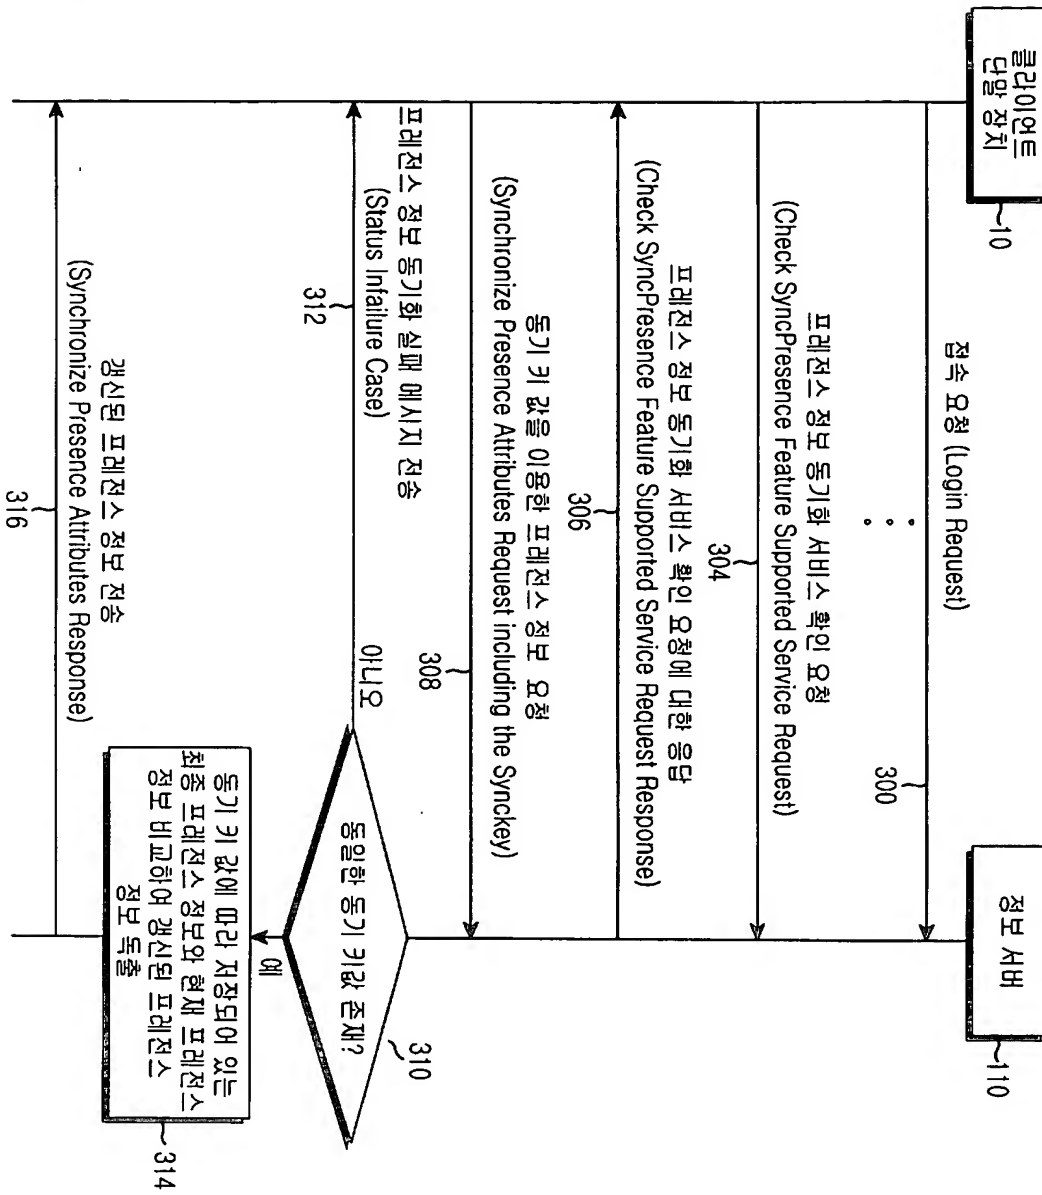 클라이언트
단말 장치
10
정보 서버
110
접속 요청 (Login Request)
300
프레전스 정보 동기화 서비스 확인 요청
(Check SyncPresence Feature Supported Service Request)
304
프레전스 정보 동기화 서비스 확인 요청에 대한 응답
(Check SyncPresence Feature Supported Service Request Response)
306
동기 키 값을 이용한 프레전스 정보 요청
(Synchronize Presence Attributes Request including the Synckey)
308
동일한 동기 키값 존재?
310
아니오
프레전스 정보 동기화 실패 메시지 전송
(Status Infailure Case)
312
예
동기 키 값에 따라 저장되어 있는
최종 프레전스 정보와 현재 프레전스
정보 비교하여 갱신된 프레전스
정보 독출
314
갱신된 프레전스 정보 전송
(Synchronize Presence Attributes Response)
316